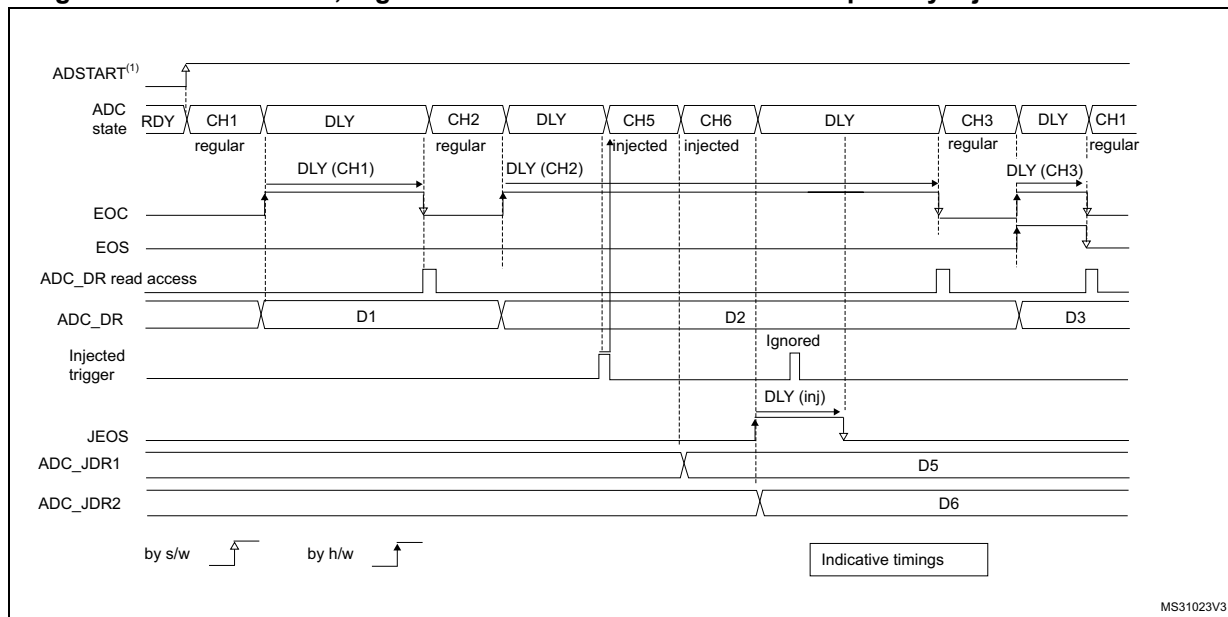 ADSTART(1)
ADC state
RDY CH1 DLY CH2 DLY CH5 CH6 DLY CH3 DLY CH1
regular regular injected injected regular regular
DLY (CH1) DLY (CH2) DLY (CH3)
EOC
EOS
ADC_DR read access
ADC_DR D1 D2 D3
Injected trigger
Ignored
DLY (inj)
JEOS
ADC_JDR1 D5
ADC_JDR2 D6
by s/w by h/w Indicative timings
MS31023V3